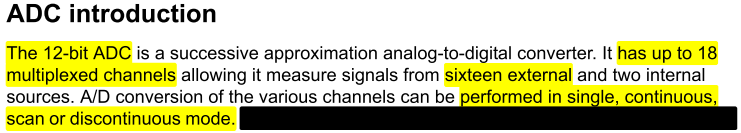 ADC introduction
The 12-bit ADC is a successive approximation analog-to-digital converter. It has up to 18
multiplexed channels allowing it measure signals from sixteen external and two internal
sources. A/D conversion of the various channels can be performed in single, continuous,
scan or discontinuous mode.